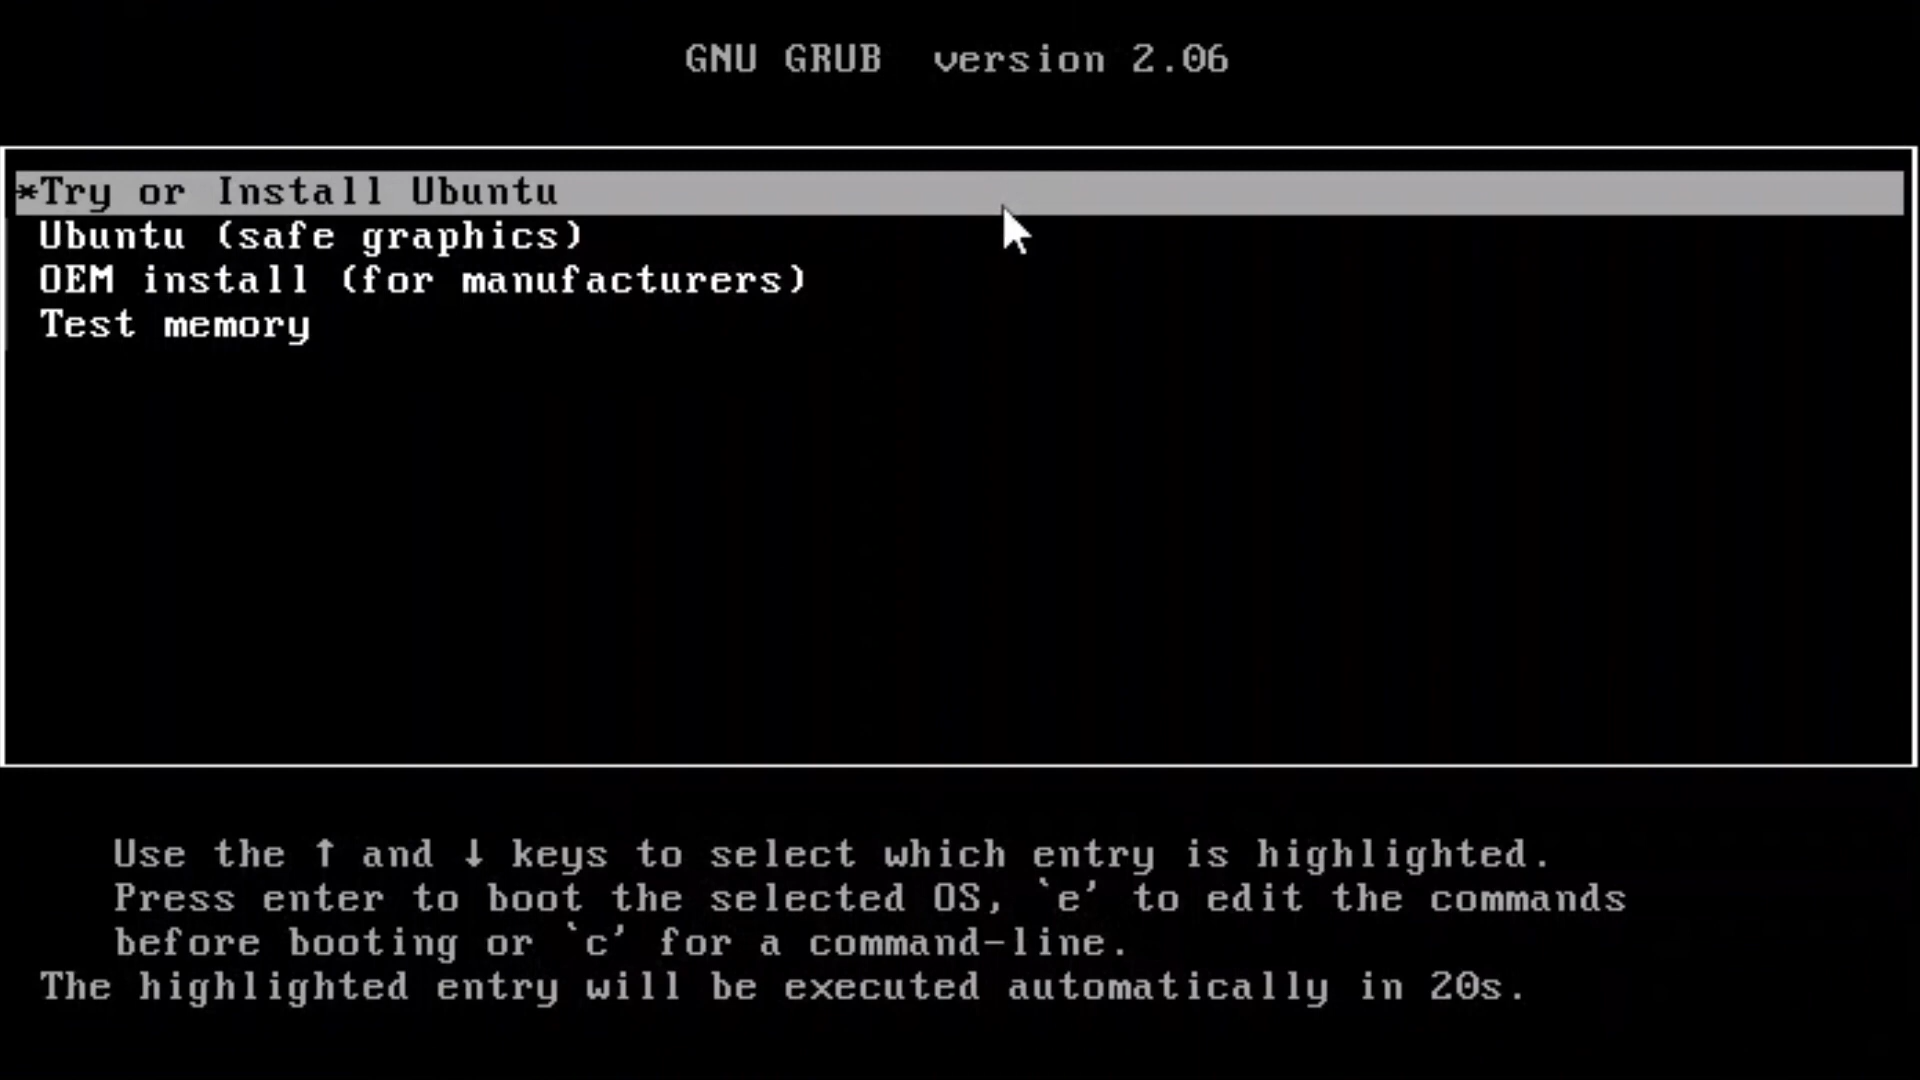 GNU GRUB  version 2.06
*Try or Install Ubuntu
Ubuntu (safe graphics)
OEM install (for manufacturers)
Test memory
Use the ↑ and ↓ keys to select which entry is highlighted.
Press enter to boot the selected OS, `e' to edit the commands
before booting or `c' for a command-line.
The highlighted entry will be executed automatically in 20s.